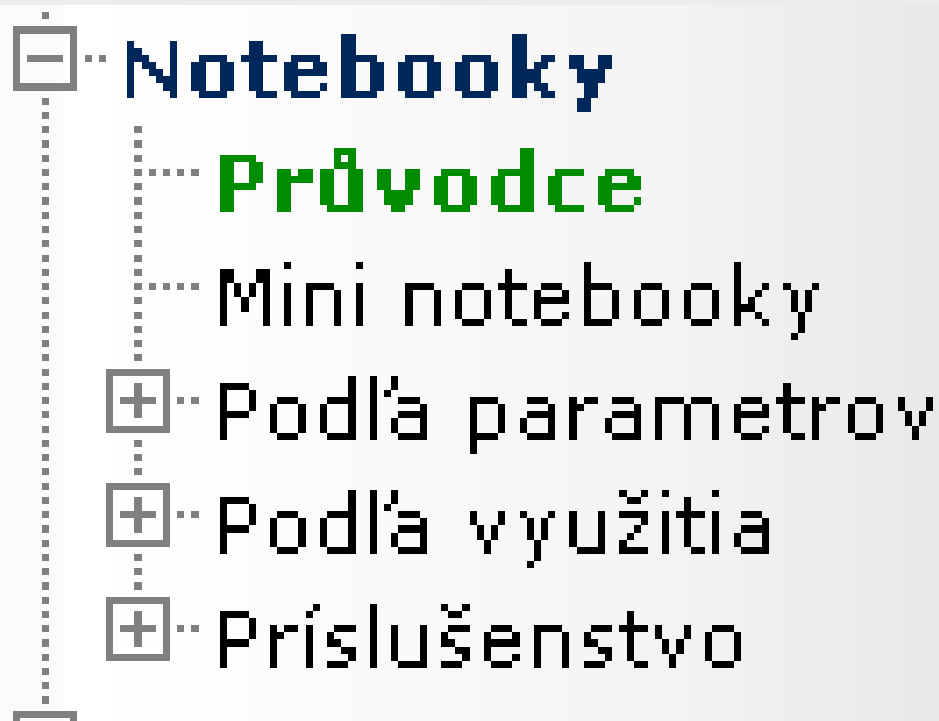 Notebooky
Průvodce
Mini notebooky
Podľa parametrov
Podľa využitia
Príslušenstvo